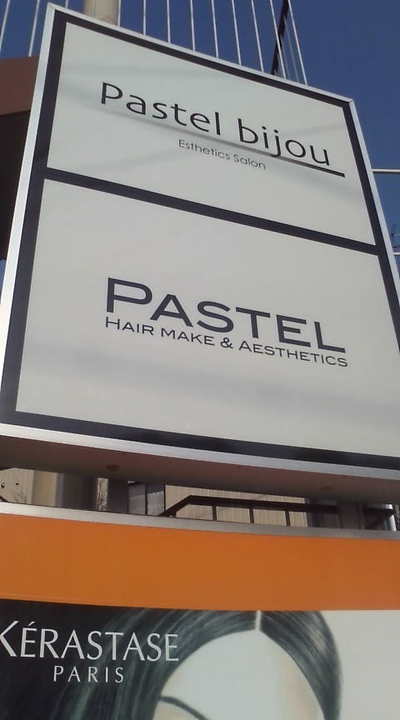 Pastel bijou
Esthetics Salon
PASTEL
HAIR MAKE & AESTHETICS
KÉRASTASE
PARIS